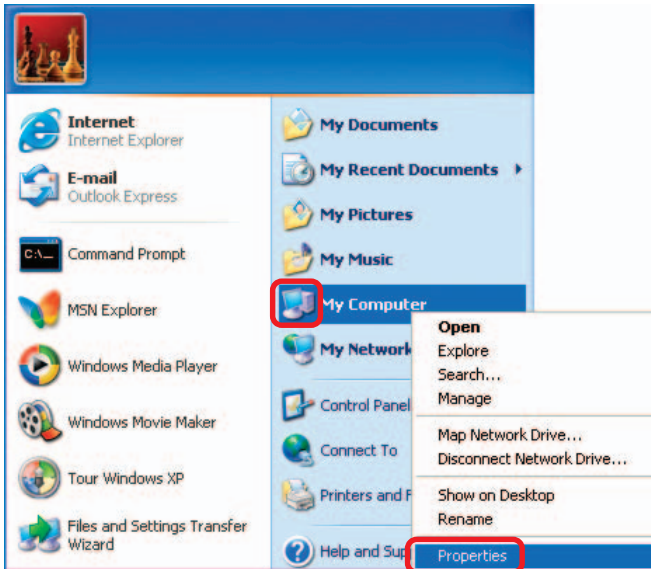 Internet
Internet Explorer
E-mail
Outlook Express
C:\_
Command Prompt
MSN Explorer
Windows Media Player
Windows Movie Maker
Tour Windows XP
Files and Settings Transfer
Wizard
My Documents
My Recent Documents
My Pictures
My Music
My Computer
My Network
Control Panel
Connect To
Printers and F
Help and Sup
Open
Explore
Search...
Manage
Map Network Drive...
Disconnect Network Drive...
Show on Desktop
Rename
Properties